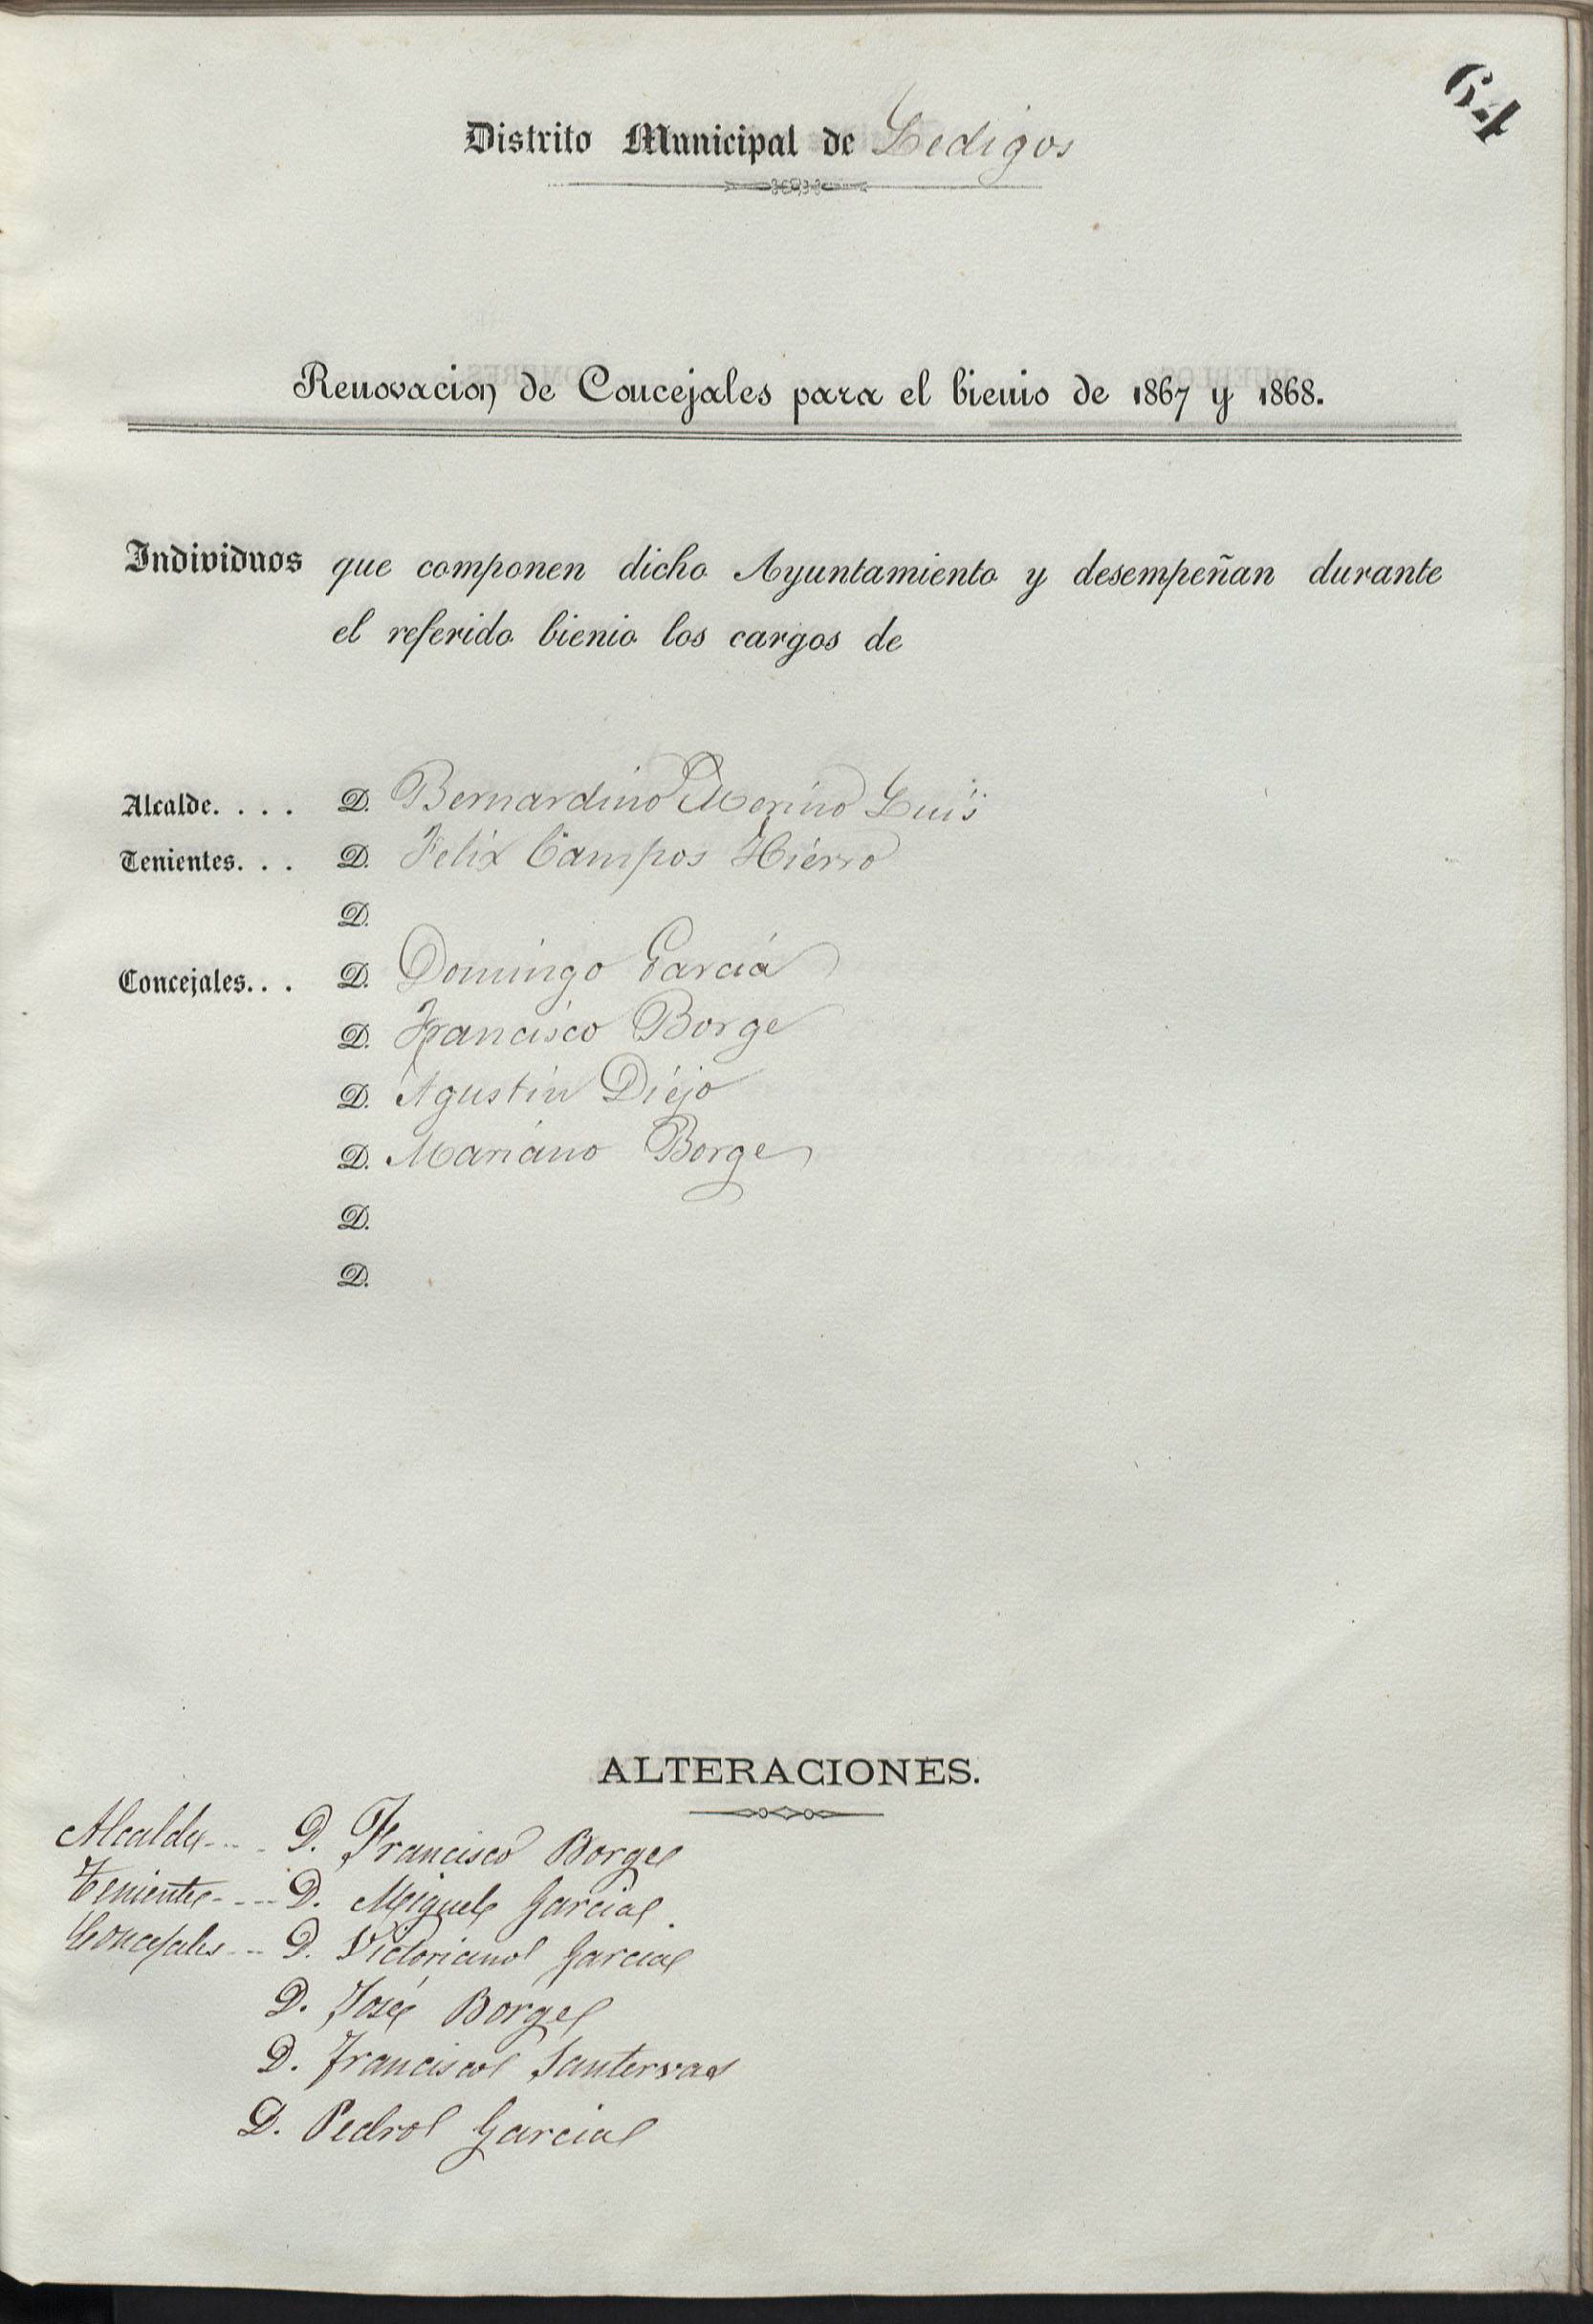 64
Distrito Municipal de Ledigos
Renovacion de Concejales para el bienio de 1867 y 1868.
Individuos que componen dicho Ayuntamiento y desempeñan durante
el referido bienio los cargos de
Alcalde. . . . D. Bernardino Merino Luis
Tenientes. . . D. Felix Campos Hierro
D.
Concejales. . . D. Domingo Garcia
D. Francisco Borge
D. Agustin Diejo
D. Mariano Borge
D.
D.
ALTERACIONES.
Alcalde - - - D. Francisco Borge
Teniente - - - D. Miguel Garcia.
Concejales - - D. Victoriano Garcia
D. José Borge
D. Francisco Santervas
D. Pedro Garcia